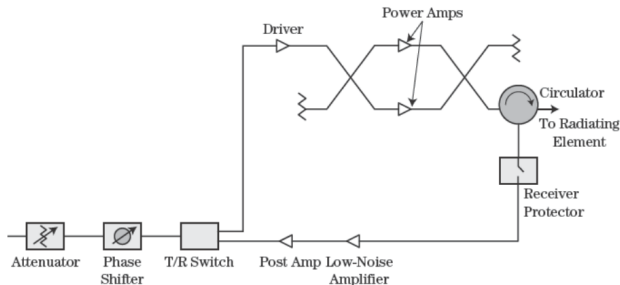 Power Amps
Driver
Circulator
To Radiating
Element
Receiver
Protector
Attenuator
Phase
Shifter
T/R Switch
Post Amp
Low-Noise
Amplifier